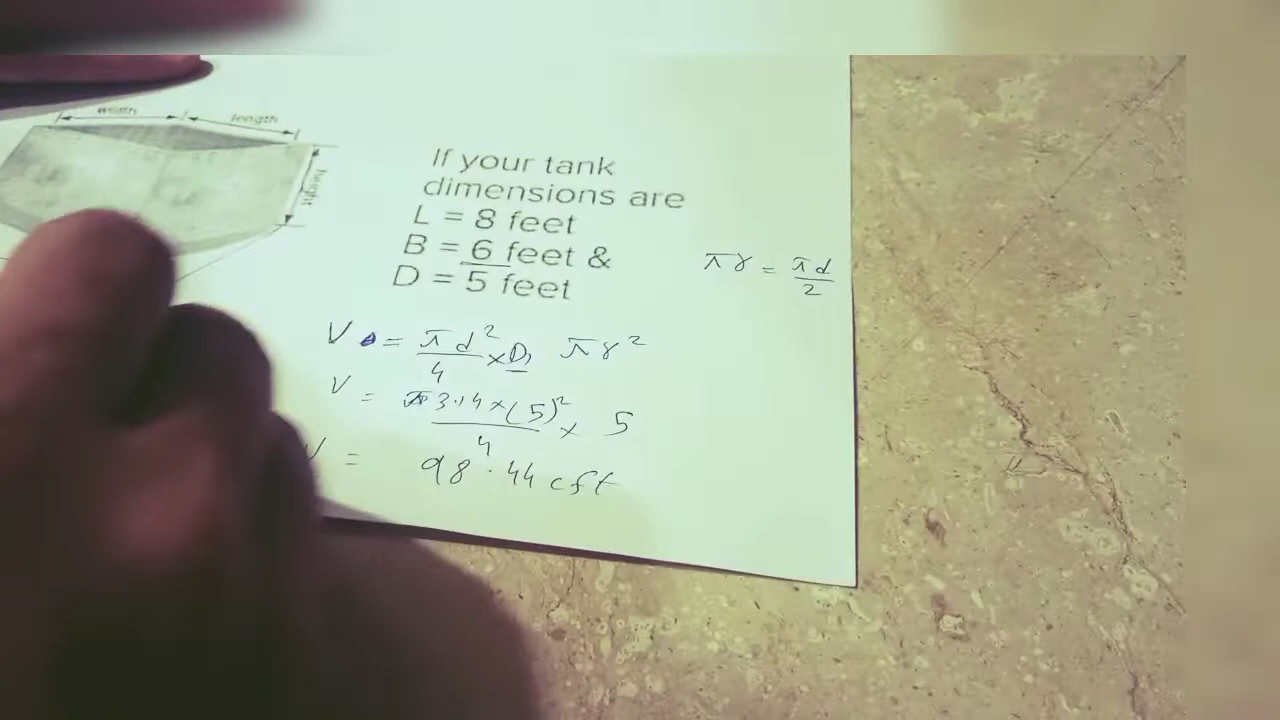 width length
height
If your tank
dimensions are
L = 8 feet
B = 6 feet &
D = 5 feet
πr = πd/2
V = πd²/4 × D, πr²
V = 3.14 × (5)²/4 × 5
V = 98.44 cft